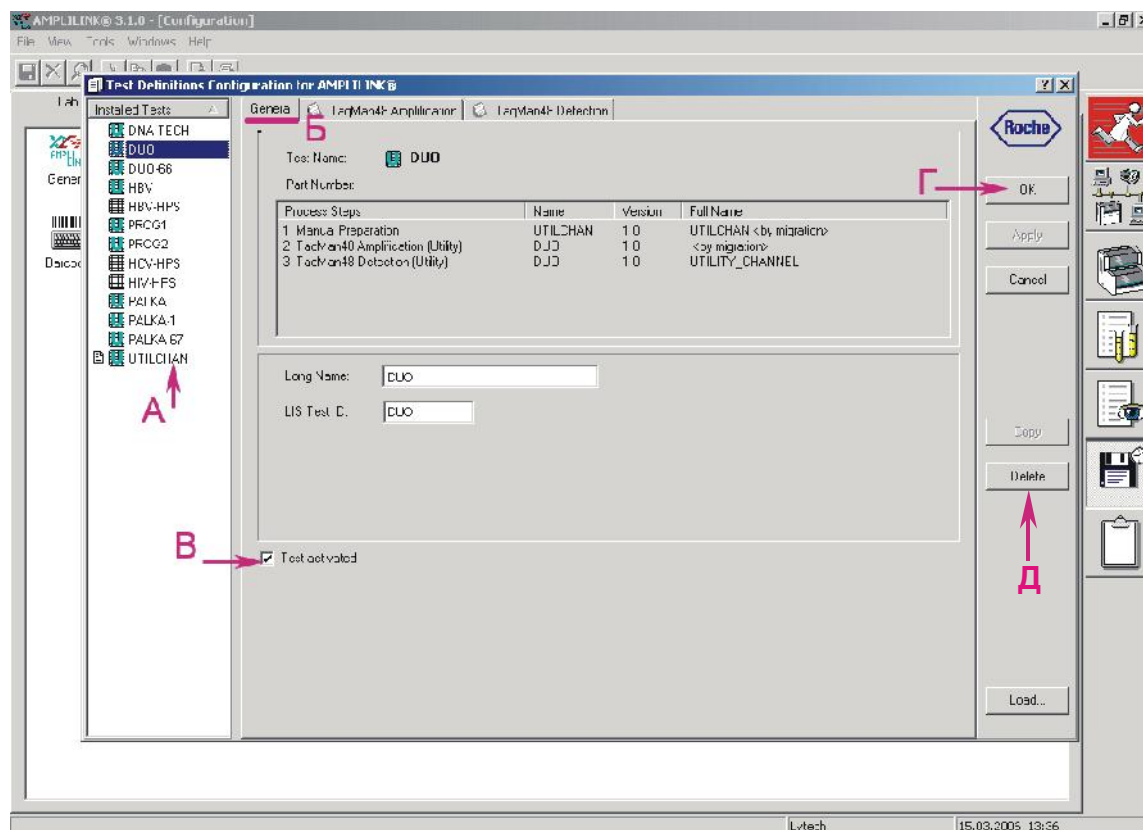 AMPLILINK® 3.1.0 - [Configuration]
File View Tools Windows Help
Test Definitions Configuration for AMPLILINK®
Lab
Installed Tests
General
TaqMan48 Amplification
TaqMan48 Detection
Б
DNA TECH
DUO
DUO-66
HBV
HBV-HPS
PROG1
PROG2
HCV-HPS
HIV-HPS
PALKA
PALKA-1
PALKA 67
UTILCHAN
А
Gener
Barcod
Test Name: DUO
Part Number:
Process Steps Name Version Full Name
1 Manual Preparation UTILCHAN 1.0 UTILCHAN <by migration>
2 TaqMan48 Amplification (Utility) DUO 1.0 <by migration>
3 TaqMan48 Detection (Utility) DUO 1.0 UTILITY_CHANNEL
Long Name: DUO
LIS Test ID: DUO
В
Test activated
Roche
Г
OK
Apply
Cancel
Copy
Delete
Д
Load...
Lytech
15.03.2006 13:36